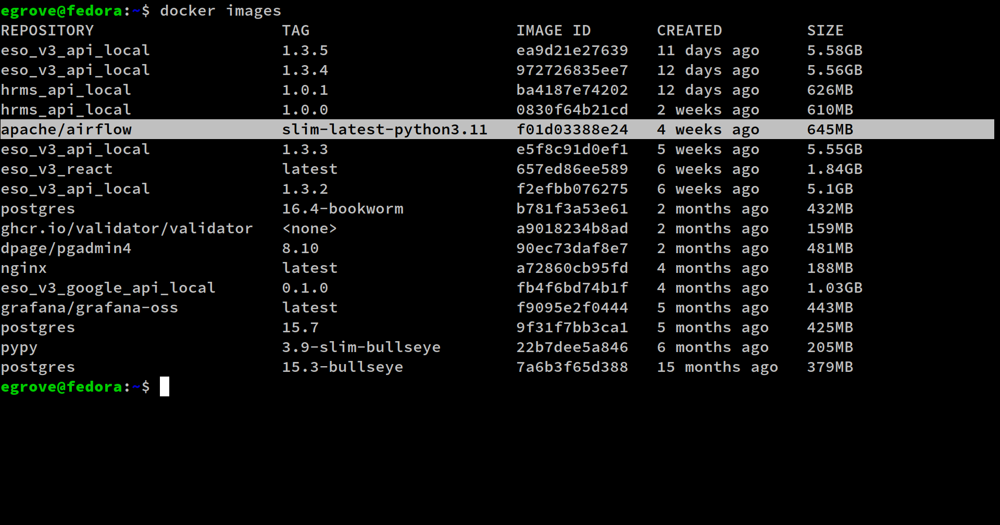 egrove@fedora:~$ docker images
REPOSITORY TAG IMAGE ID CREATED SIZE
eso_v3_api_local 1.3.5 ea9d21e27639 11 days ago 5.58GB
eso_v3_api_local 1.3.4 972726835ee7 12 days ago 5.56GB
hrms_api_local 1.0.1 ba4187e74202 12 days ago 626MB
hrms_api_local 1.0.0 0830f64b21cd 2 weeks ago 610MB
apache/airflow slim-latest-python3.11 f01d03388e24 4 weeks ago 645MB
eso_v3_api_local 1.3.3 e5f8c91d0ef1 5 weeks ago 5.55GB
eso_v3_react latest 657ed86ee589 6 weeks ago 1.84GB
eso_v3_api_local 1.3.2 f2efbb076275 6 weeks ago 5.1GB
postgres 16.4-bookworm b781f3a53e61 2 months ago 432MB
ghcr.io/validator/validator <none> a9018234b8ad 2 months ago 159MB
dpage/pgadmin4 8.10 90ec73daf8e7 2 months ago 481MB
nginx latest a72860cb95fd 4 months ago 188MB
eso_v3_google_api_local 0.1.0 fb4f6bd74b1f 4 months ago 1.03GB
grafana/grafana-oss latest f9095e2f0444 5 months ago 443MB
postgres 15.7 9f31f7bb3ca1 5 months ago 425MB
pypy 3.9-slim-bullseye 22b7dee5a846 6 months ago 205MB
postgres 15.3-bullseye 7a6b3f65d388 15 months ago 379MB
egrove@fedora:~$